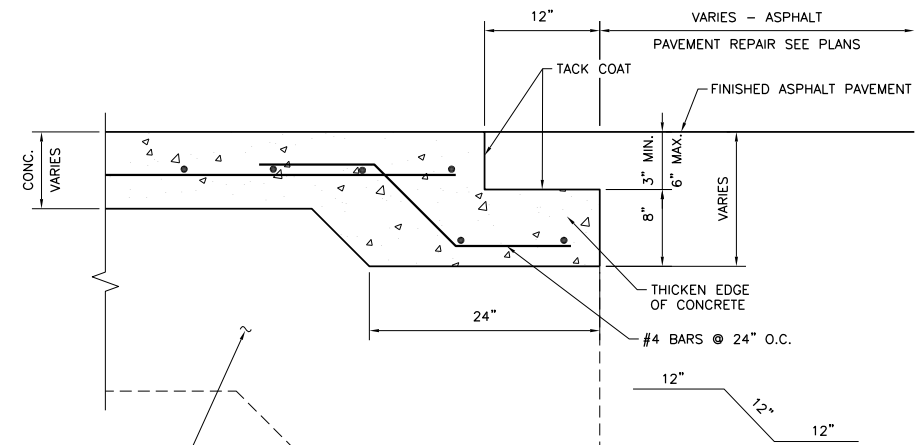 12"
VARIES - ASPHALT
PAVEMENT REPAIR SEE PLANS
TACK COAT
FINISHED ASPHALT PAVEMENT
CONC.
VARIES
3" MIN.
6" MAX.
8"
VARIES
THICKEN EDGE
OF CONCRETE
24"
#4 BARS @ 24" O.C.
12"
12"
12"